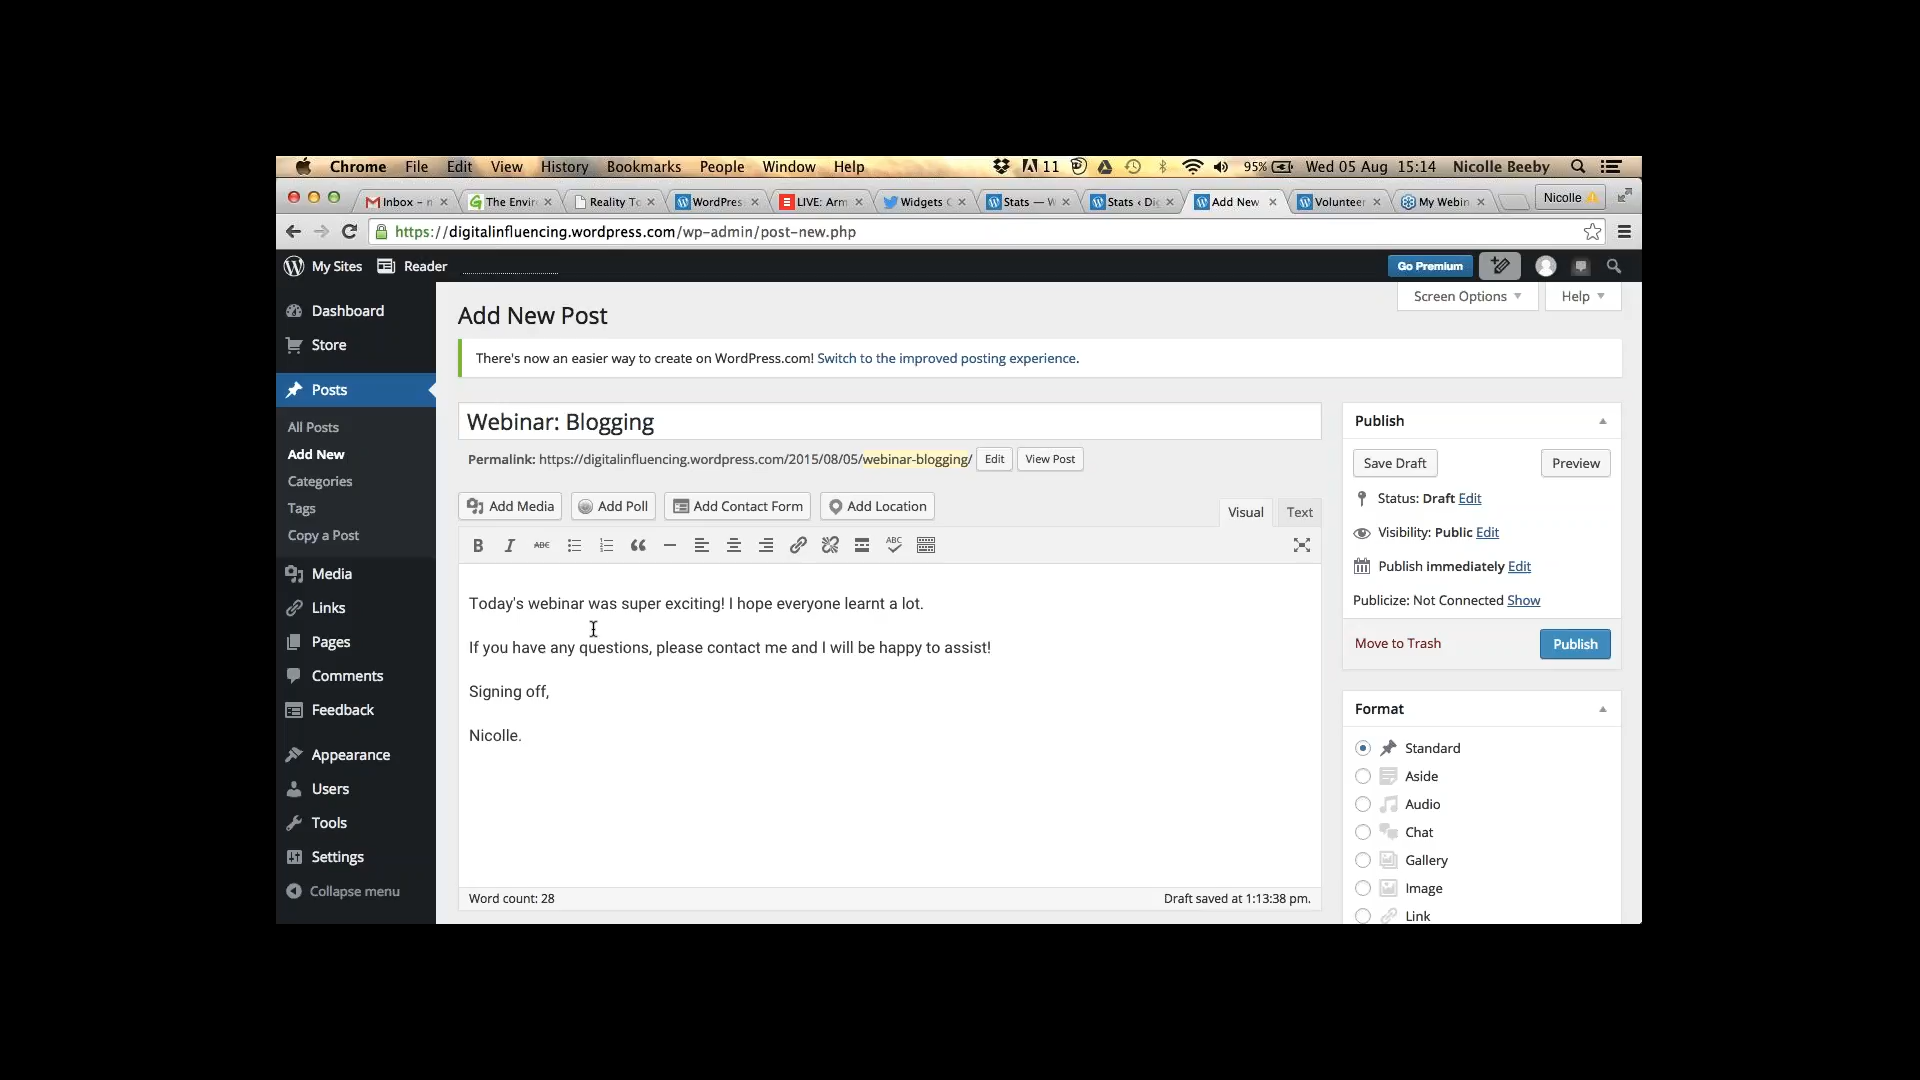 Chrome File Edit View History Bookmarks People Window Help 11 95% Wed 05 Aug 15:14 Nicolle Beeby
Inbox – n The Envir Reality To WordPres LIVE: Arm Widgets Stats — W Stats ‹ Di Add New Volunteer My Webin Nicolle
https://digitalinfluencing.wordpress.com/wp-admin/post-new.php
My Sites Reader Go Premium
Screen Options Help
Dashboard
Store
Posts
All Posts
Add New
Categories
Tags
Copy a Post
Media
Links
Pages
Comments
Feedback
Appearance
Users
Tools
Settings
Collapse menu
Add New Post
There's now an easier way to create on WordPress.com! Switch to the improved posting experience.
Webinar: Blogging
Permalink: https://digitalinfluencing.wordpress.com/2015/08/05/webinar-blogging/ Edit View Post
Add Media Add Poll Add Contact Form Add Location Visual Text
B I ABC ABC
Today's webinar was super exciting! I hope everyone learnt a lot.
If you have any questions, please contact me and I will be happy to assist!
Signing off,
Nicolle.
Word count: 28 Draft saved at 1:13:38 pm.
Publish
Save Draft Preview
Status: Draft Edit
Visibility: Public Edit
Publish immediately Edit
Publicize: Not Connected Show
Move to Trash Publish
Format
Standard
Aside
Audio
Chat
Gallery
Image
Link